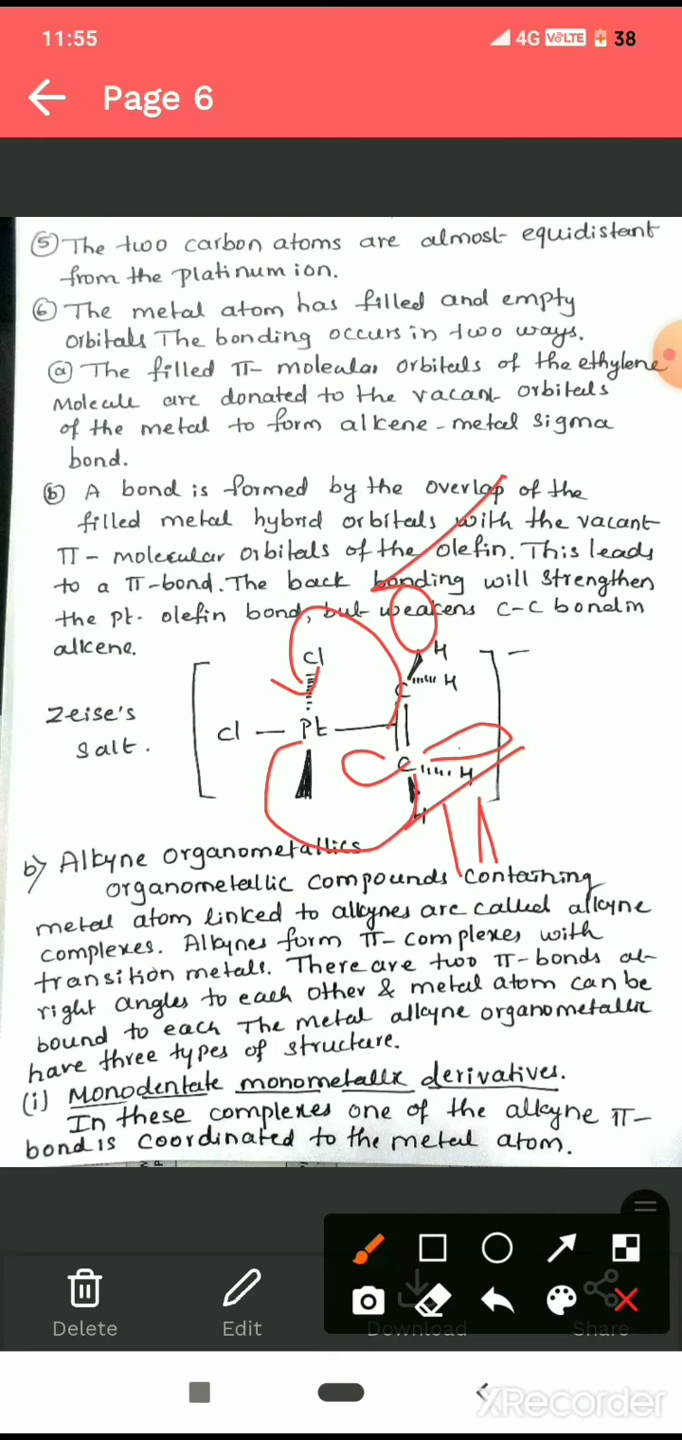 11:55 4G VoLTE 38
Page 6
⑤ The two carbon atoms are almost equidistant
from the platinum ion.
⑥ The metal atom has filled and empty
orbitals The bonding occurs in two ways.
ⓐ The filled π- moleular orbitals of the ethylene
Molecule are donated to the vacant orbitals
of the metal to form alkene-metal sigma
bond.
ⓑ A bond is formed by the overlap of the
filled metal hybrid orbitals with the vacant
π- molecular orbitals of the olefin. This leads
to a π-bond. The back bonding will strengthen
the Pt- olefin bond, but weakens C-C bond in
alkene.
Cl H
C H
Zeise's Cl - Pt
Salt. C H
H
b) Alkyne organometallics
organometallic compounds containing
metal atom linked to alkynes are called alkyne
complexes. Alkynes form π-complexes with
transition metals. There are two π-bonds at
right angles to each other & metal atom can be
bound to each The metal alkyne organometallic
have three types of structure.
(i) Monodentate monometallic derivatives.
In these complexes one of the alkyne π-
bond is coordinated to the metal atom.
Delete Edit Download Share
XRecorder